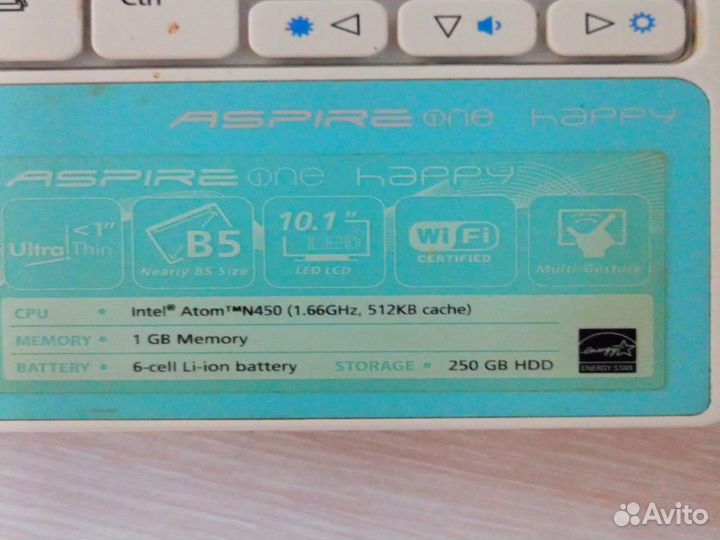 Ctrl
ASPIRE one happy
ASPIRE one happy
Ultra Thin <1"
B5
Nearly B5 Size
10.1"
LED
LED LCD
Wi Fi
CERTIFIED
Multi-Gesture
CPU • Intel® Atom™N450 (1.66GHz, 512KB cache)
MEMORY • 1 GB Memory
BATTERY • 6-cell Li-ion battery STORAGE • 250 GB HDD
energy
ENERGY STAR
Avito